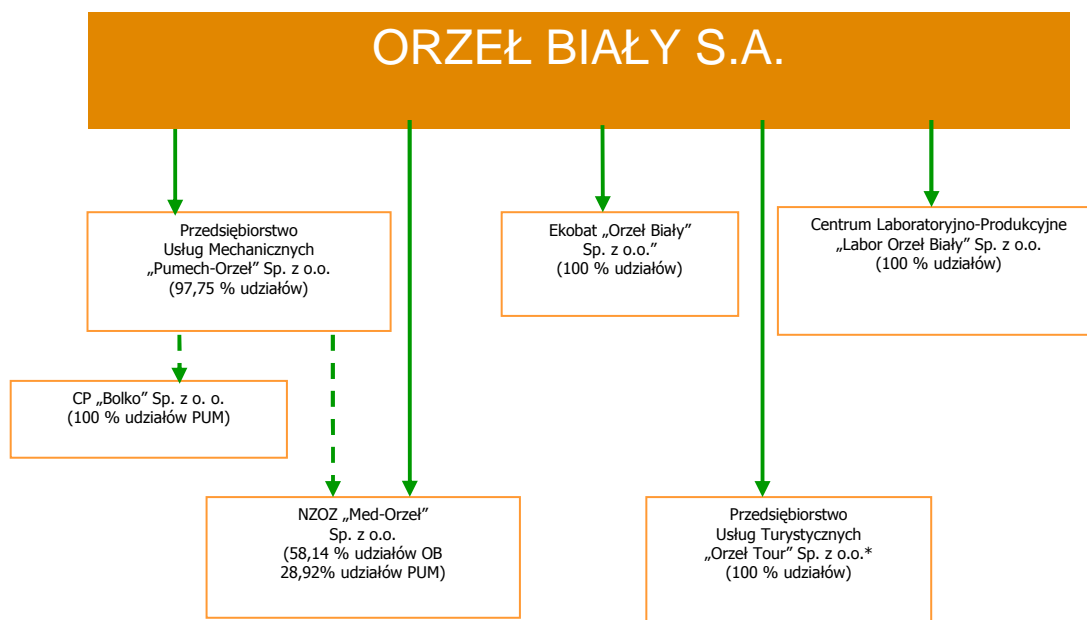 ORZEŁ BIAŁY S.A.
Przedsiębiorstwo
Usług Mechanicznych
„Pumech-Orzeł” Sp. z o.o.
(97,75 % udziałów)
Ekobat „Orzeł Biały”
Sp. z o.o.”
(100 % udziałów)
Centrum Laboratoryjno-Produkcyjne
„Labor Orzeł Biały” Sp. z o.o.
(100 % udziałów)
CP „Bolko” Sp. z o. o.
(100 % udziałów PUM)
NZOZ „Med-Orzeł”
Sp. z o.o.
(58,14 % udziałów OB
28,92% udziałów PUM)
Przedsiębiorstwo
Usług Turystycznych
„Orzeł Tour” Sp. z o.o.*
(100 % udziałów)